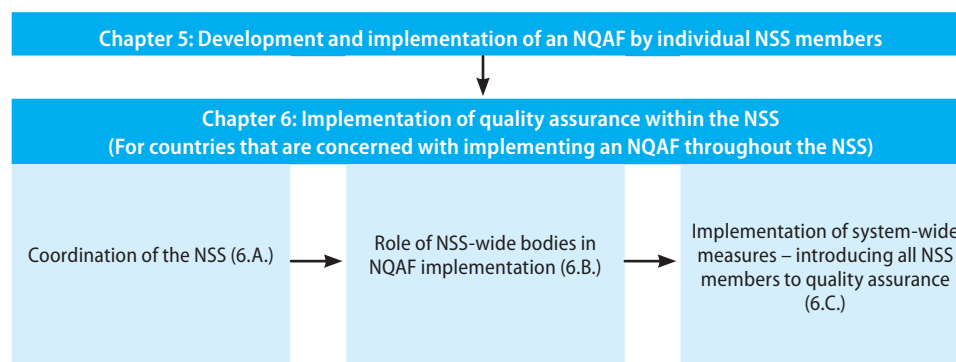 Chapter 5: Development and implementation of an NQAF by individual NSS members
Chapter 6: Implementation of quality assurance within the NSS
(For countries that are concerned with implementing an NQAF throughout the NSS)
Coordination of the NSS (6.A.)
Role of NSS-wide bodies in
NQAF implementation (6.B.)
Implementation of system-wide
measures – introducing all NSS
members to quality assurance
(6.C.)